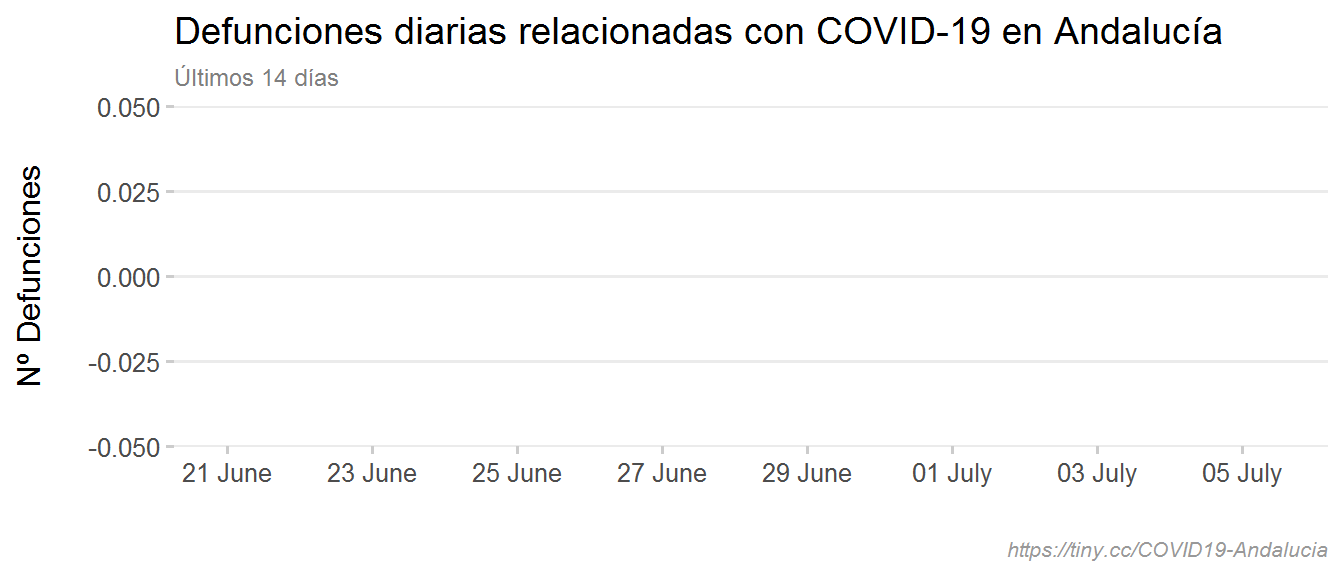 Defunciones diarias relacionadas con COVID-19 en Andalucía
Últimos 14 días
Nº Defunciones
0.050
0.025
0.000
-0.025
-0.050
21 June 23 June 25 June 27 June 29 June 01 July 03 July 05 July
https://tiny.cc/COVID19-Andalucia